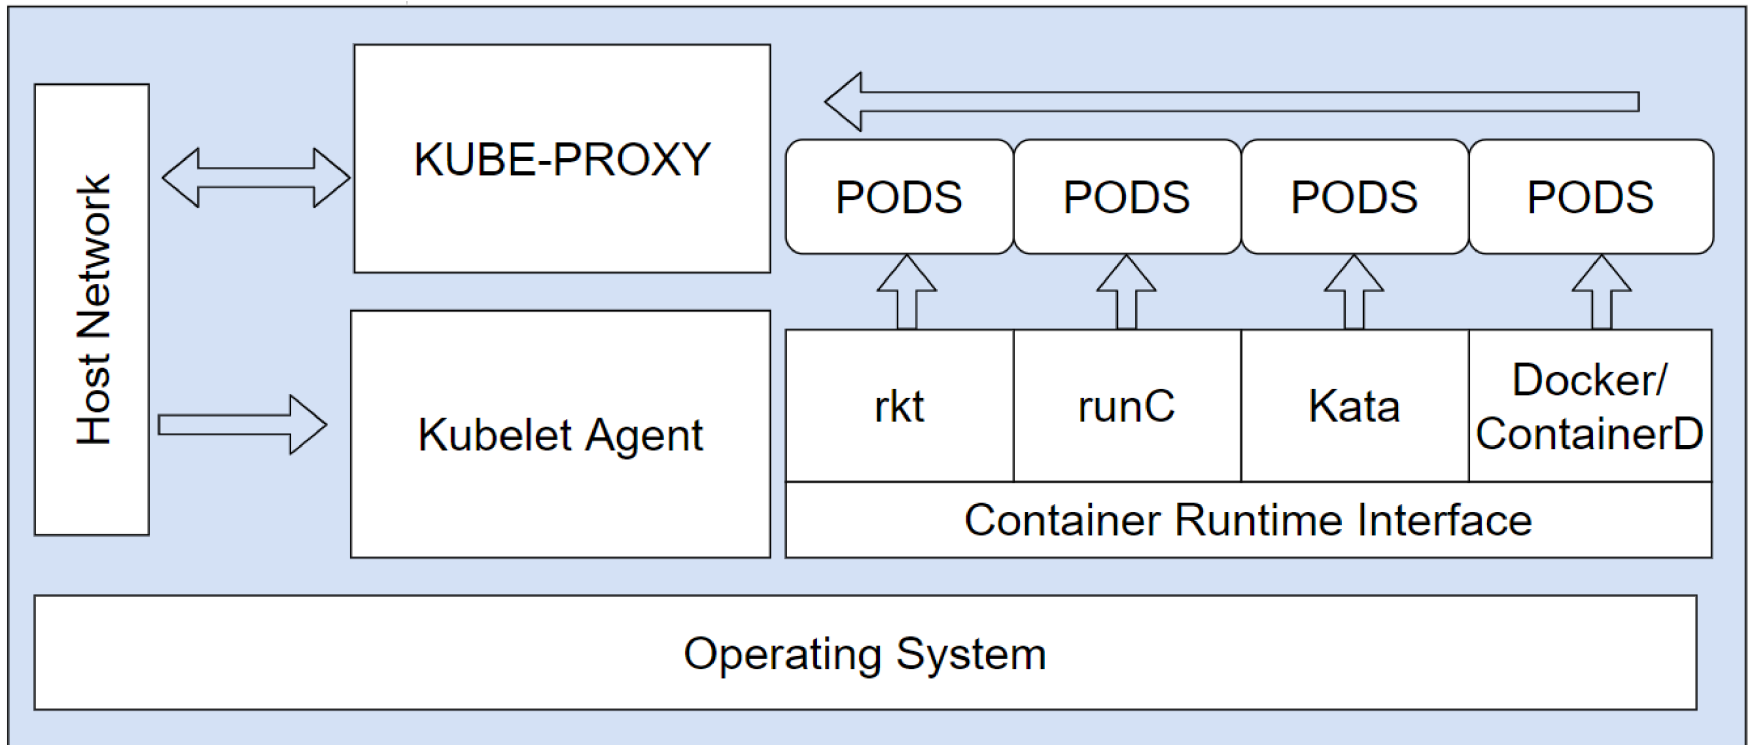 Host Network
KUBE-PROXY
Kubelet Agent
PODS
PODS
PODS
PODS
rkt
runC
Kata
Docker/
ContainerD
Container Runtime Interface
Operating System